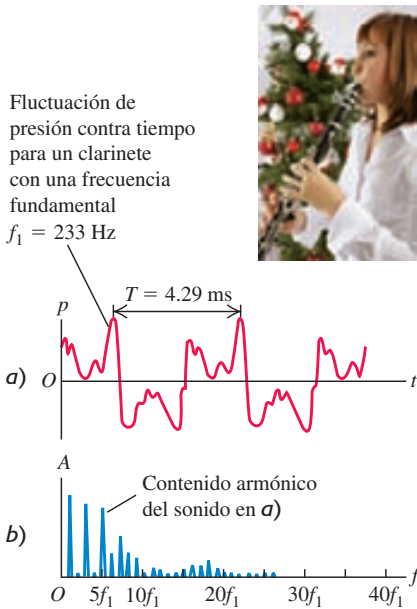 Fluctuación de
presión contra tiempo
para un clarinete
con una frecuencia
fundamental
f₁ = 233 Hz
T = 4.29 ms
p
a)
O
t
A
Contenido armónico
del sonido en a)
b)
f
O 5f₁ 10f₁ 20f₁ 30f₁ 40f₁